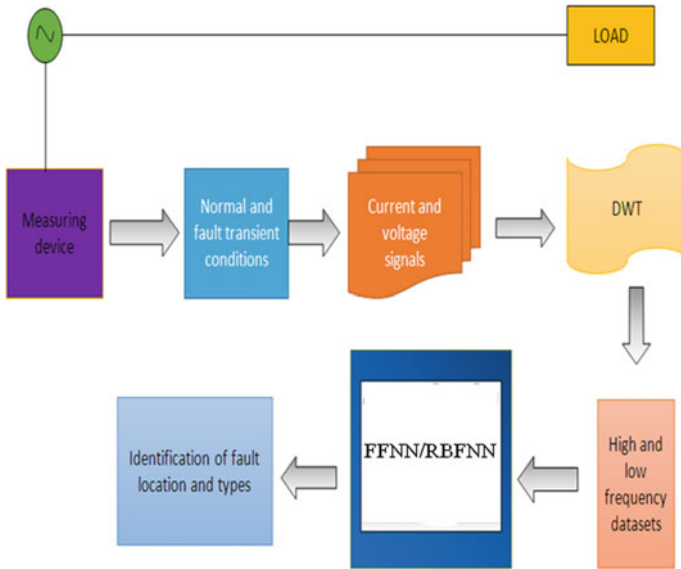 LOAD
Measuring
device
Normal and
fault transient
conditions
Current and
voltage
signals
DWT
High and
low
frequency
datasets
FFNN/RBFNN
Identification of fault
location and types